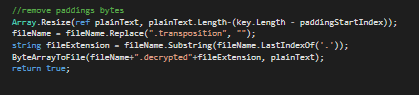 //remove paddings bytes
Array.Resize(ref plainText, plainText.Length-(key.Length - paddingStartIndex));
fileName = fileName.Replace(".transposition", "");
string fileExtension = fileName.Substring(fileName.LastIndexOf('.'));
ByteArrayToFile(fileName+".decrypted"+fileExtension, plainText);
return true;